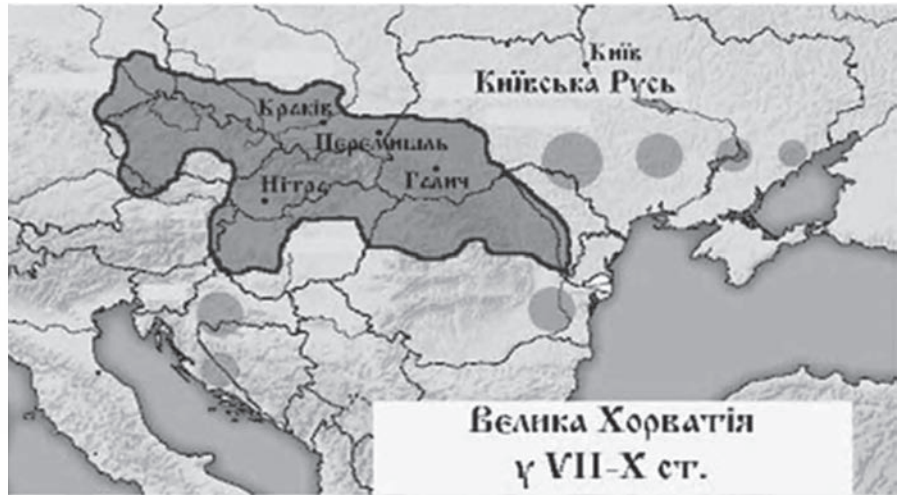 Київ
Київська Русь
Краків
Перемишль
Нітра
Галич
Велика Хорватія
у VII-X ст.